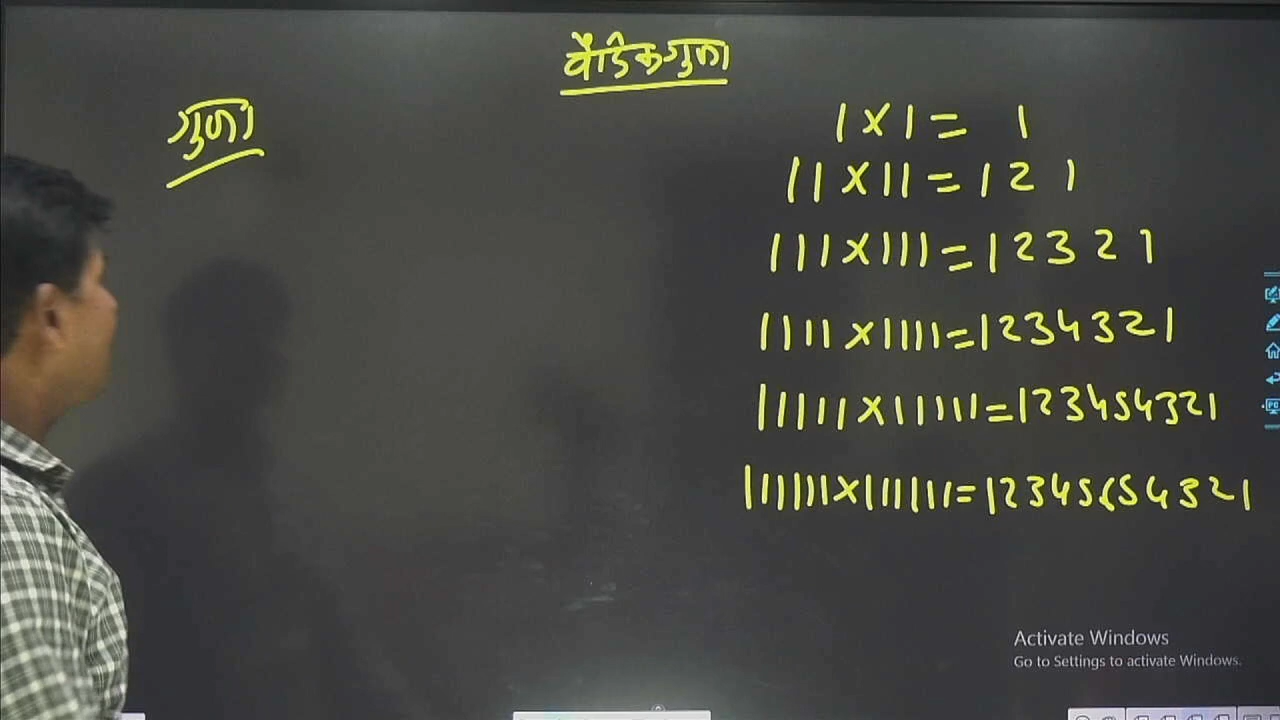 वैदिक गुणा
गुणा
1 x 1 = 1
11 x 11 = 121
111 x 111 = 12321
1111 x 1111 = 1234321
11111 x 11111 = 123454321
111111 x 111111 = 12345654321
Activate Windows
Go to Settings to activate Windows.